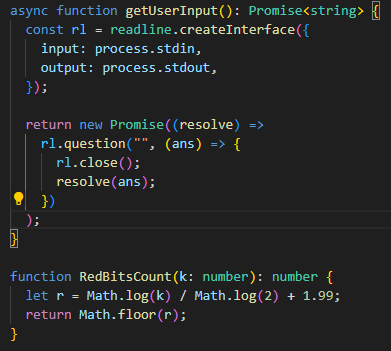 async function getUserInput(): Promise<string> {
  const rl = readline.createInterface({
    input: process.stdin,
    output: process.stdout,
  });

  return new Promise((resolve) =>
    rl.question("", (ans) => {
      rl.close();
      resolve(ans);
    })
  );
}

function RedBitsCount(k: number): number {
  let r = Math.log(k) / Math.log(2) + 1.99;
  return Math.floor(r);
}